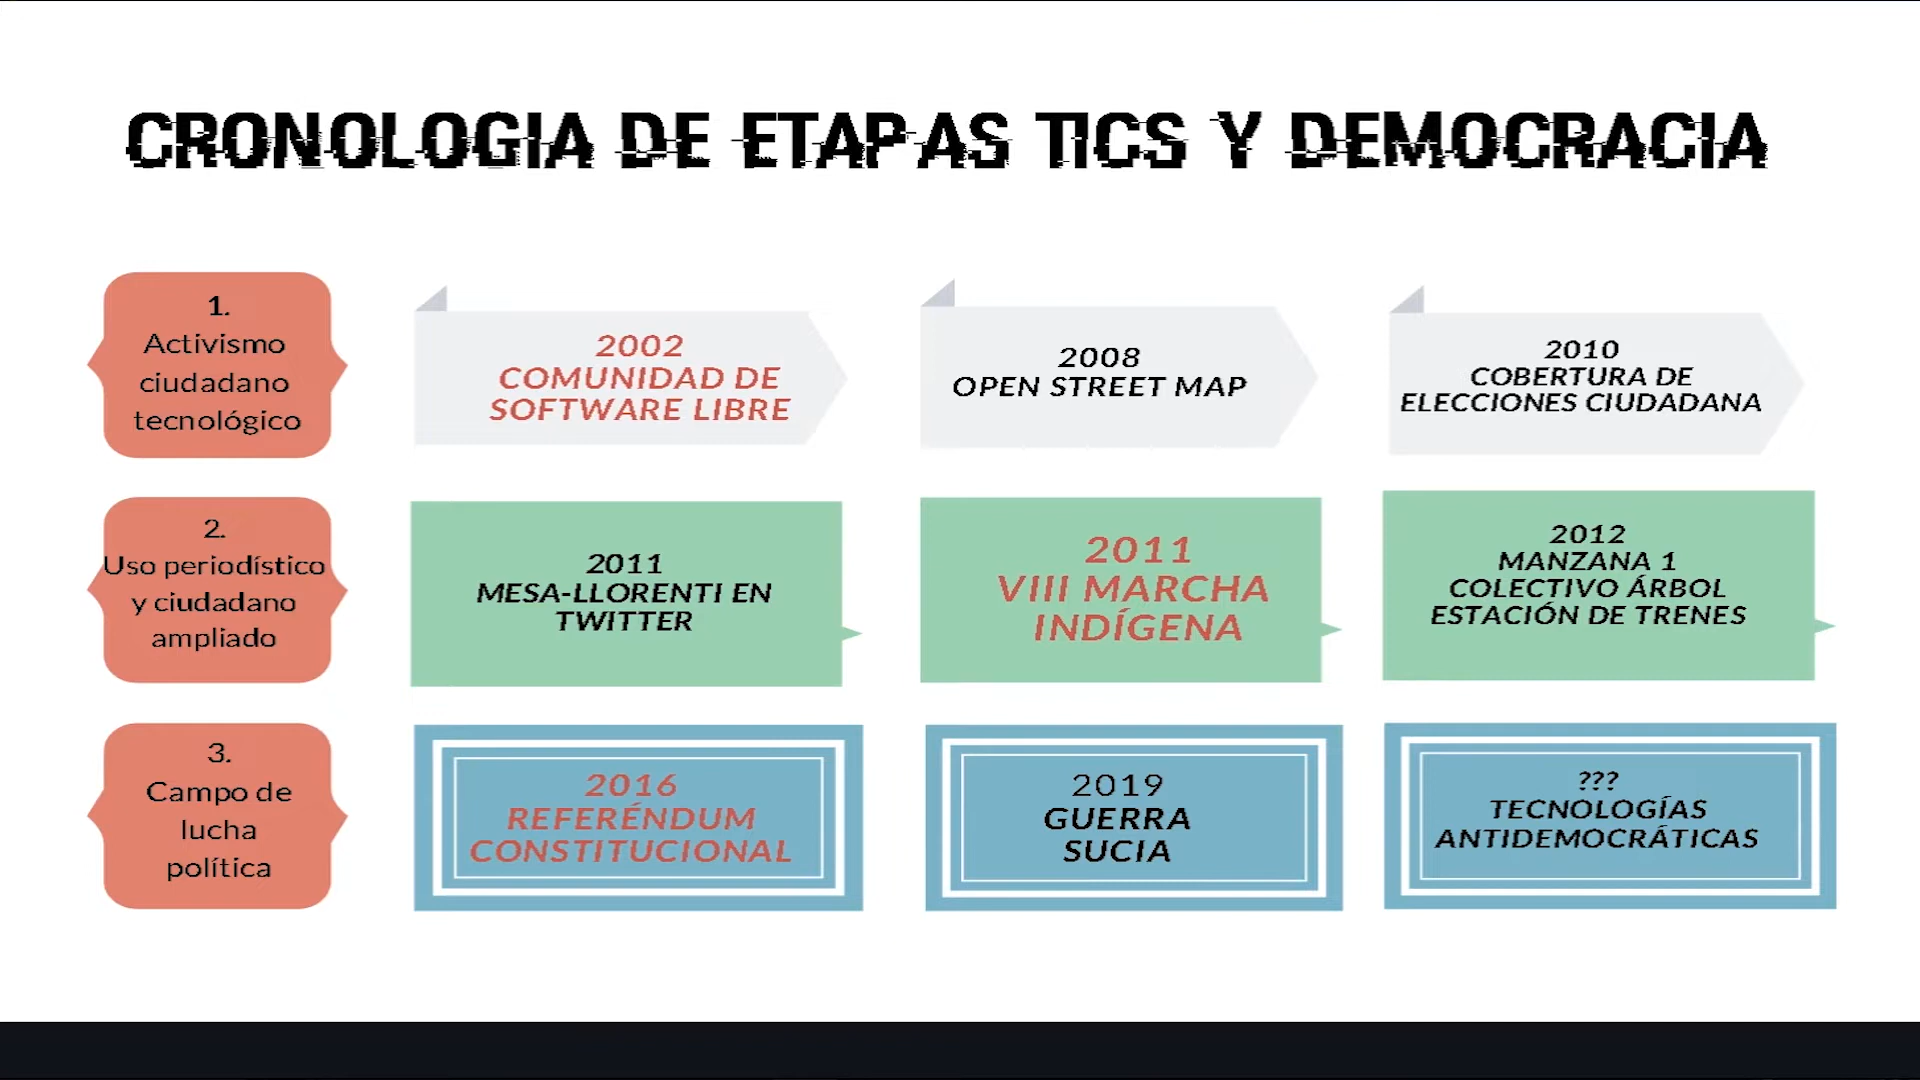 CRONOLOGIA DE ETAPAS TICS Y DEMOCRACIA
1.
Activismo
ciudadano
tecnológico
2002
COMUNIDAD DE
SOFTWARE LIBRE
2008
OPEN STREET MAP
2010
COBERTURA DE
ELECCIONES CIUDADANA
2.
Uso periodístico
y ciudadano
ampliado
2011
MESA-LLORENTI EN
TWITTER
2011
VIII MARCHA
INDÍGENA
2012
MANZANA 1
COLECTIVO ÁRBOL
ESTACIÓN DE TRENES
3.
Campo de
lucha
política
2016
REFERÉNDUM
CONSTITUCIONAL
2019
GUERRA
SUCIA
???
TECNOLOGÍAS
ANTIDEMOCRÁTICAS